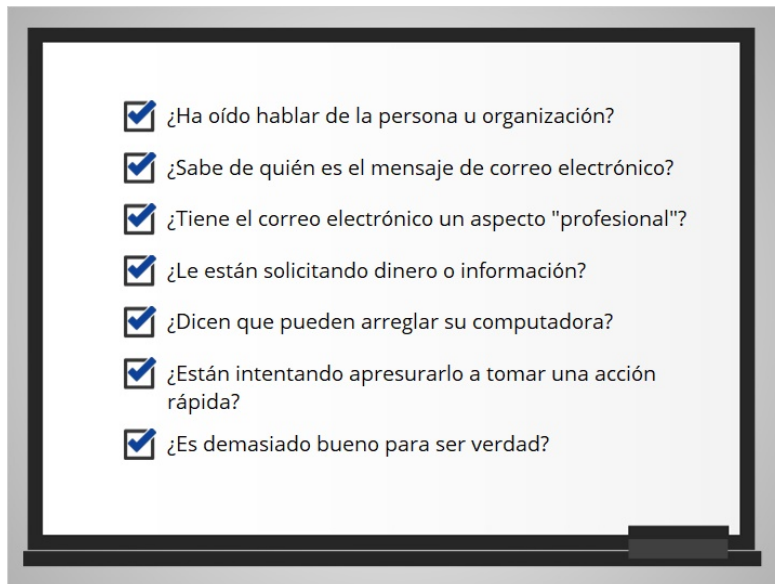 ¿Ha oído hablar de la persona u organización?
¿Sabe de quién es el mensaje de correo electrónico?
¿Tiene el correo electrónico un aspecto "profesional"?
¿Le están solicitando dinero o información?
¿Dicen que pueden arreglar su computadora?
¿Están intentando apresurarlo a tomar una acción
rápida?
¿Es demasiado bueno para ser verdad?